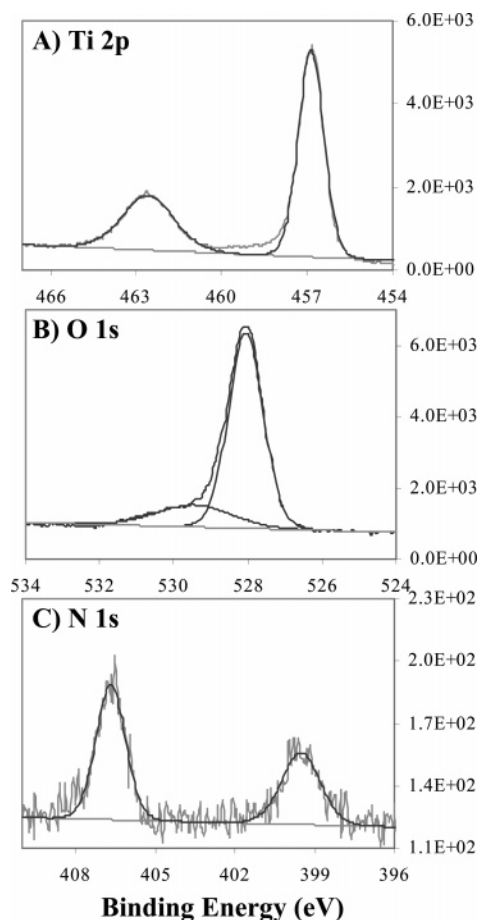 A) Ti 2p
6.0E+03
4.0E+03
2.0E+03
0.0E+00
466 463 460 457 454
B) O 1s
6.0E+03
4.0E+03
2.0E+03
0.0E+00
534 532 530 528 526 524
C) N 1s
2.3E+02
2.0E+02
1.7E+02
1.4E+02
1.1E+02
408 405 402 399 396
Binding Energy (eV)